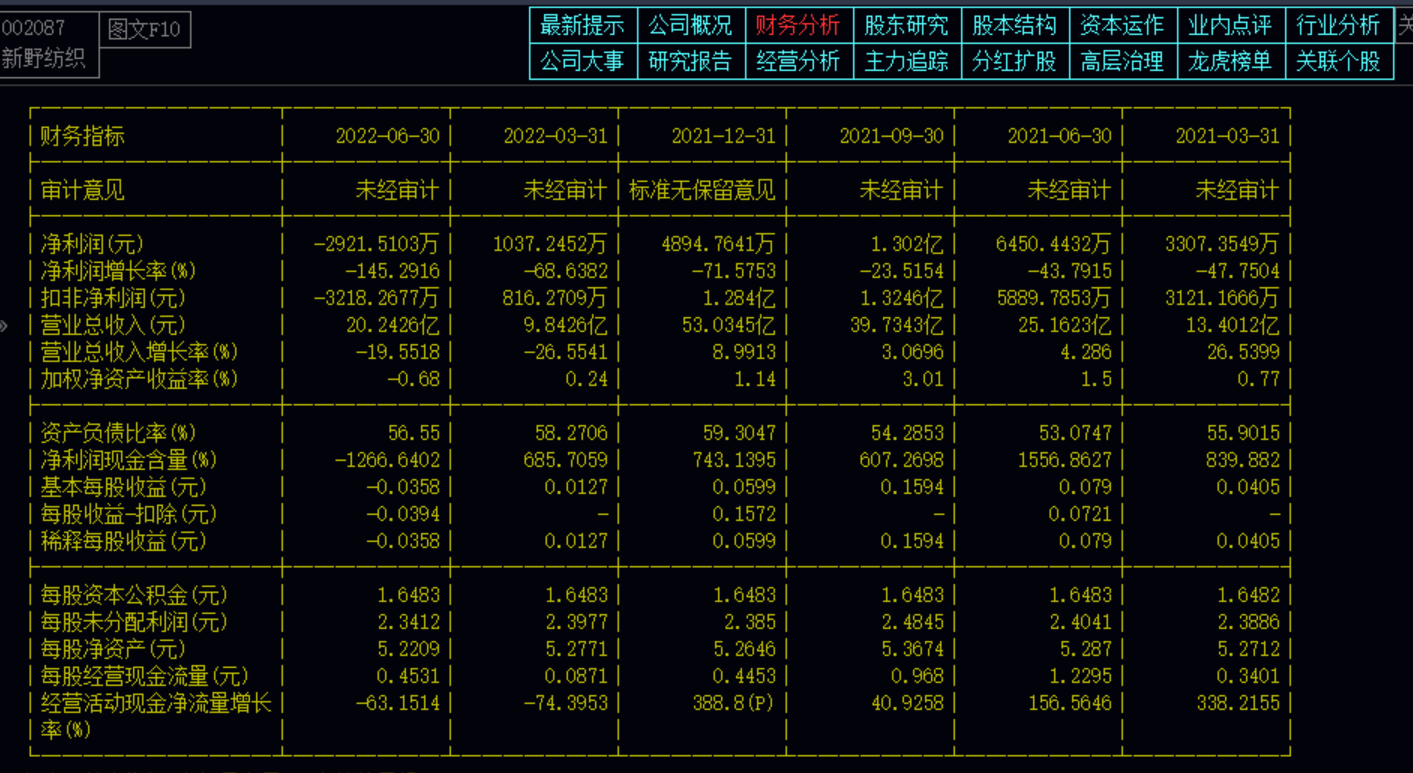 002087 图文F10
新野纺织
最新提示 公司概况 财务分析 股东研究 股本结构 资本运作 业内点评 行业分析
公司大事 研究报告 经营分析 主力追踪 分红扩股 高层治理 龙虎榜单 关联个股
财务指标 2022-06-30 2022-03-31 2021-12-31 2021-09-30 2021-06-30 2021-03-31
审计意见 未经审计 未经审计 标准无保留意见 未经审计 未经审计 未经审计
净利润(元) -2921.5103万 1037.2452万 4894.7641万 1.302亿 6450.4432万 3307.3549万
净利润增长率(%) -145.2916 -68.6382 -71.5753 -23.5154 -43.7915 -47.7504
扣非净利润(元) -3218.2677万 816.2709万 1.284亿 1.3246亿 5889.7853万 3121.1666万
营业总收入(元) 20.2426亿 9.8426亿 53.0345亿 39.7343亿 25.1623亿 13.4012亿
营业总收入增长率(%) -19.5518 -26.5541 8.9913 3.0696 4.286 26.5399
加权净资产收益率(%) -0.68 0.24 1.14 3.01 1.5 0.77
资产负债比率(%) 56.55 58.2706 59.3047 54.2853 53.0747 55.9015
净利润现金含量(%) -1266.6402 685.7059 743.1395 607.2698 1556.8627 839.882
基本每股收益(元) -0.0358 0.0127 0.0599 0.1594 0.079 0.0405
每股收益-扣除(元) -0.0394 - 0.1572 - 0.0721 -
稀释每股收益(元) -0.0358 0.0127 0.0599 0.1594 0.079 0.0405
每股资本公积金(元) 1.6483 1.6483 1.6483 1.6483 1.6483 1.6482
每股未分配利润(元) 2.3412 2.3977 2.385 2.4845 2.4041 2.3886
每股净资产(元) 5.2209 5.2771 5.2646 5.3674 5.287 5.2712
每股经营现金流量(元) 0.4531 0.0871 0.4453 0.968 1.2295 0.3401
经营活动现金净流量增长 -63.1514 -74.3953 388.8(P) 40.9258 156.5646 338.2155
率(%)